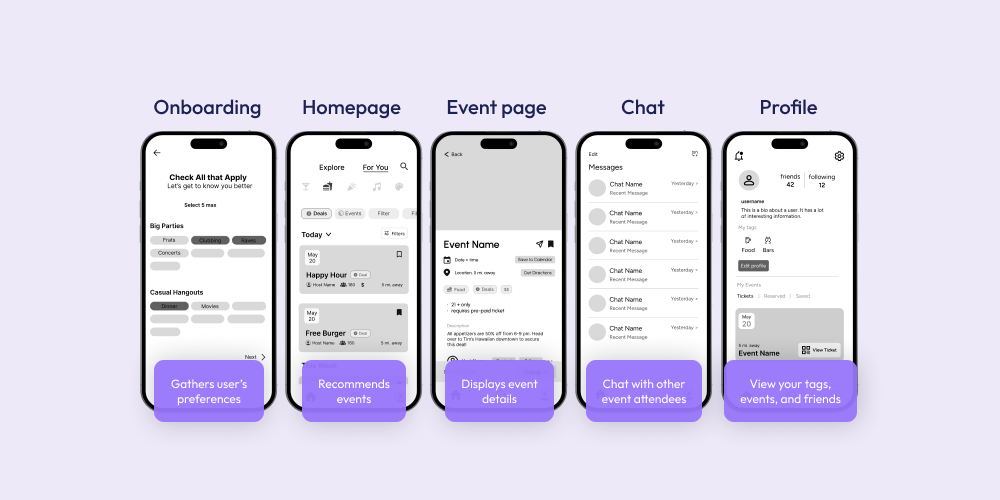 Onboarding
Check All that Apply
Let's get to know you better
Select 5 max
Big Parties
Frats
Clubbing
Raves
Concerts
Casual Hangouts
Dinner
Movies
Next
Gathers user's
preferences
Homepage
Explore
For You
Deals
Events
Filter
Today
Filters
May
20
Happy Hour
Deal
Host Name
180
$
5 mi. away
May
20
Free Burger
Deal
Host Name
180
5 mi. away
Recommends
events
Event page
Back
Event Name
Date + time
Save to Calendar
Location. 5 mi. away
Get Directions
Food
Deals
$$
· 21 + only
· requires pre-paid ticket
Description
All appetizers are 50% off from 6-9 pm. Head
over to Tim's Hawaiian downtown to secure
this deal!
Displays event
details
Chat
Edit
Messages
Chat Name
Yesterday >
Recent Message
Chat Name
Yesterday >
Recent Message
Chat Name
Yesterday >
Recent Message
Chat Name
Yesterday >
Recent Message
Chat Name
Yesterday >
Recent Message
Chat Name
Yesterday >
Recent Message
Chat with other
event attendees
Profile
friends
42
following
12
username
This is a bio about a user. It has a lot
of interesting information.
My tags
Food
Bars
Edit profile
My Events
Tickets
Reserved
Saved
May
20
5 mi. away
Event Name
View Ticket
View your tags,
events, and friends